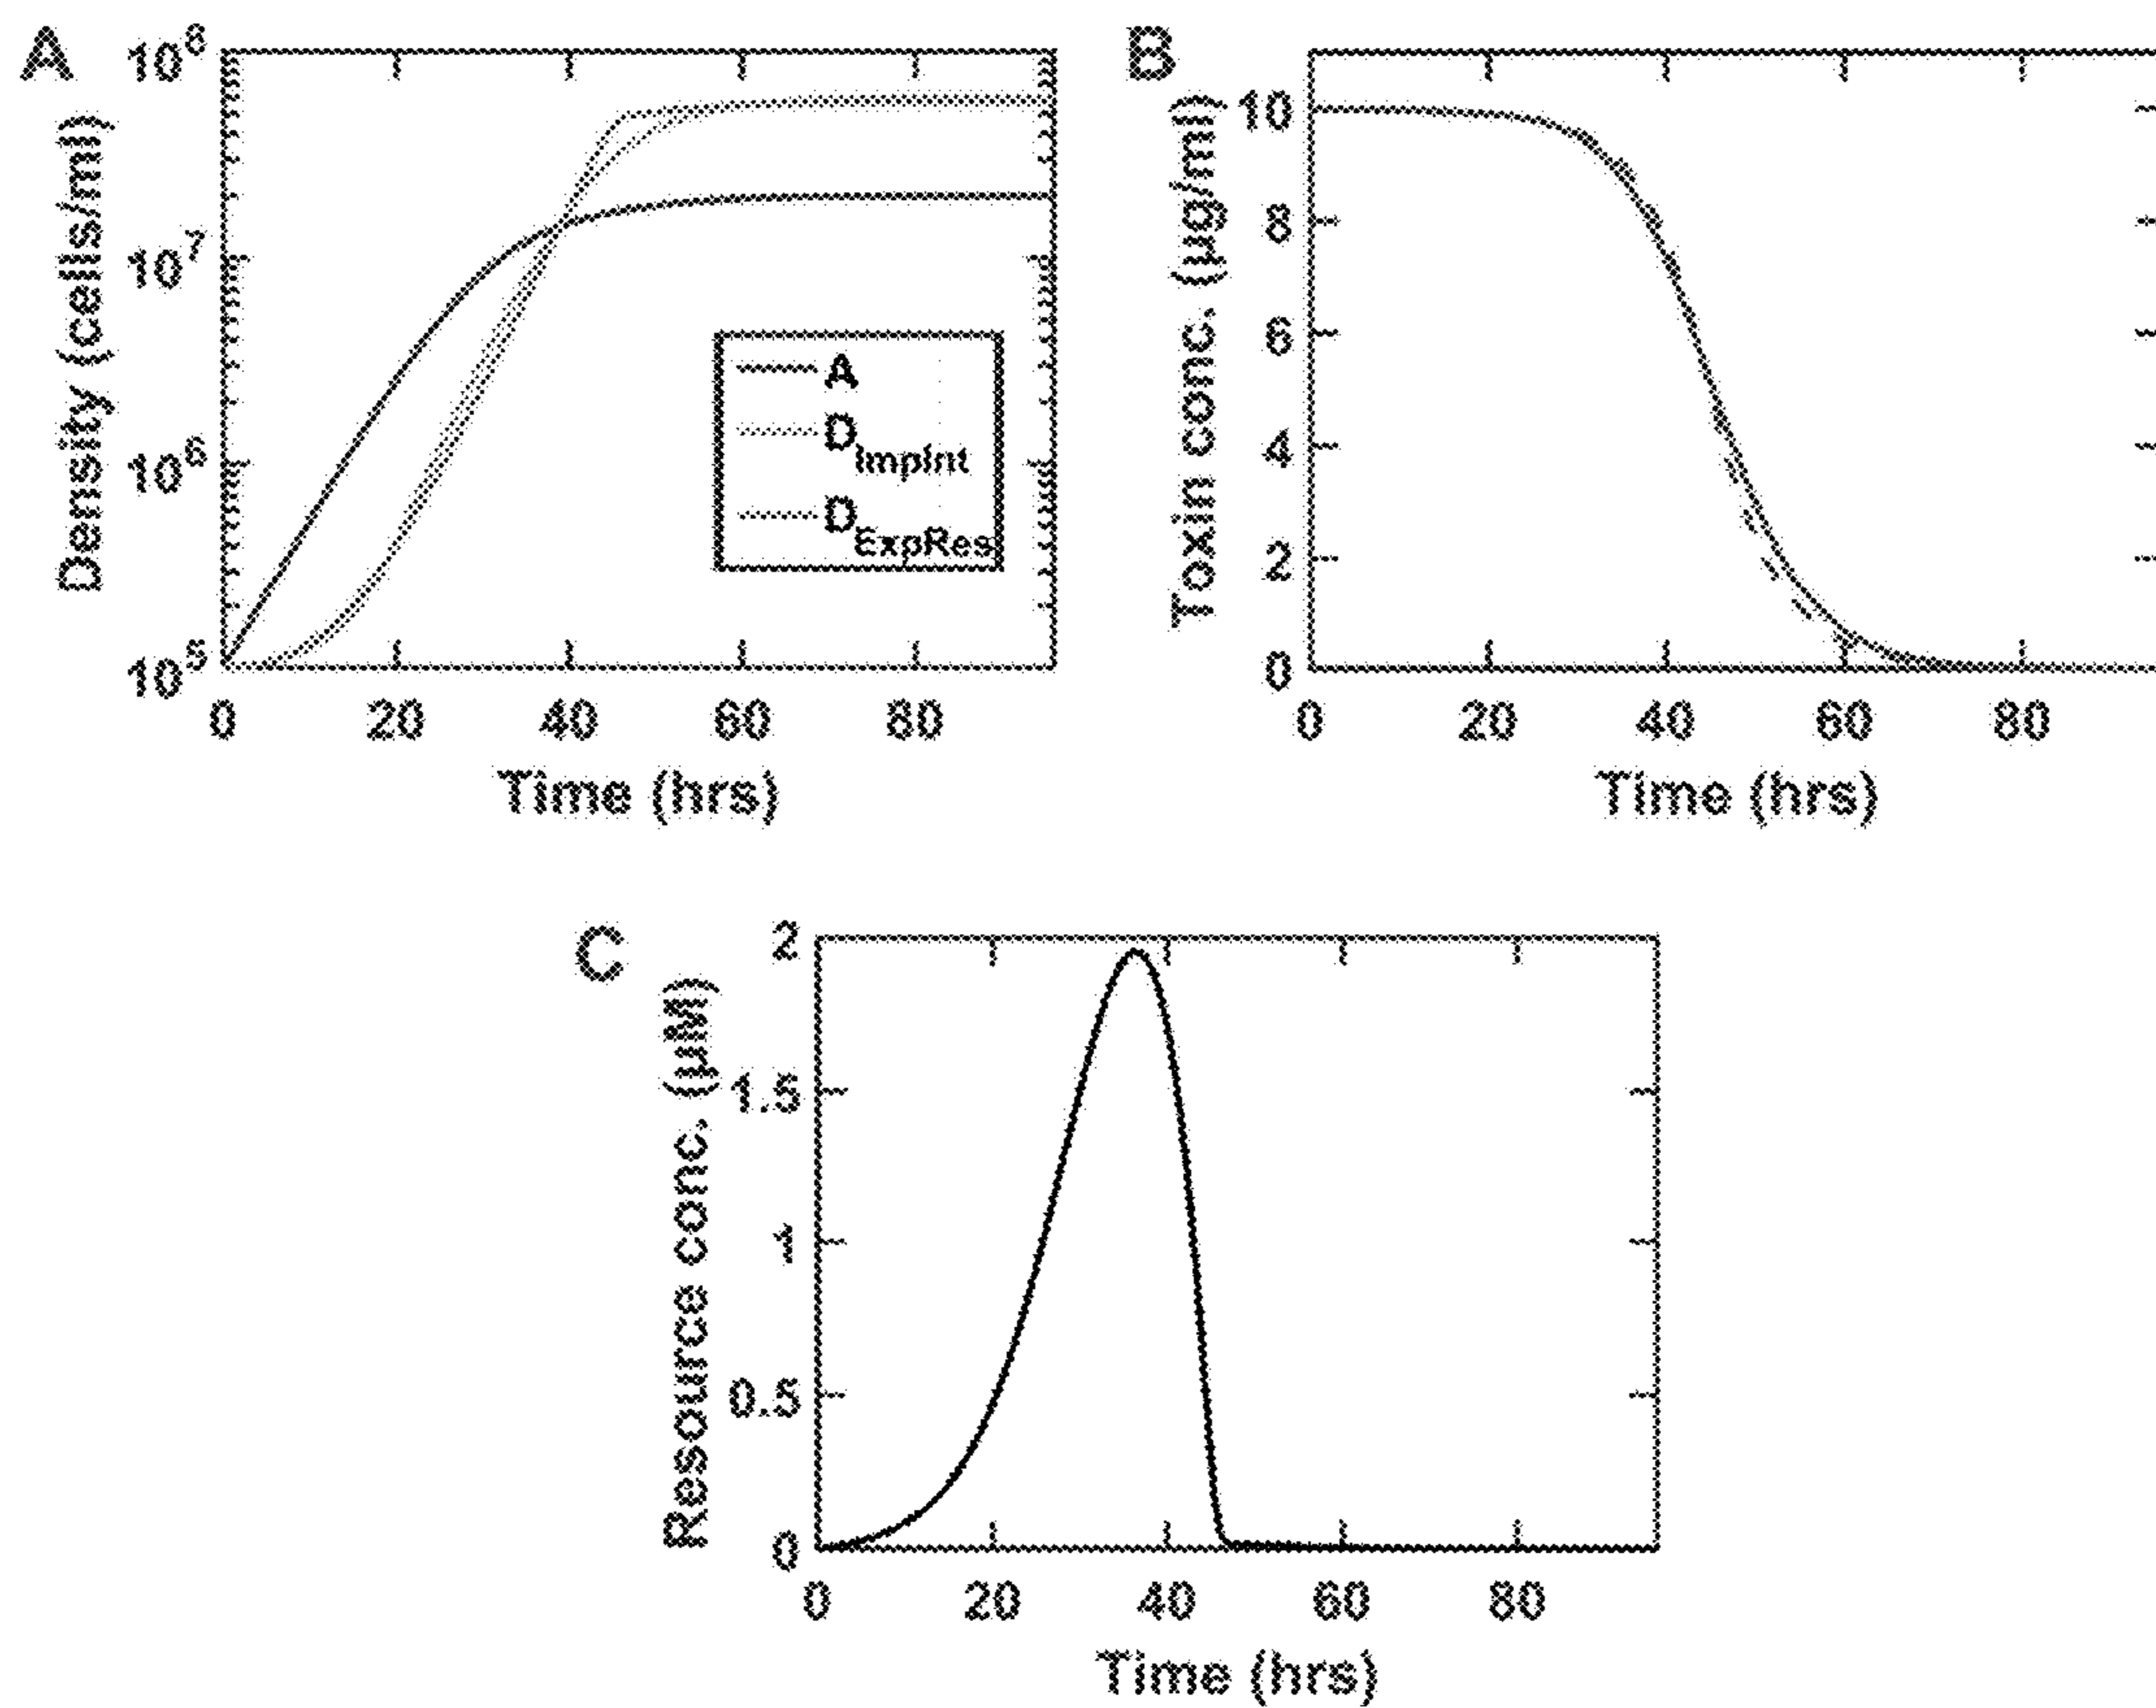 A
10^8
10^7
10^6
10^5
Density (cells/ml)
0 20 40 60 80
Time (hrs)
A
D_ImpInt
D_ExpRes
B
10
8
6
4
2
0
Toxin conc. (µg/ml)
0 20 40 60 80
Time (hrs)
C
2
1.5
1
0.5
0
Resource conc. (µM)
0 20 40 60 80
Time (hrs)